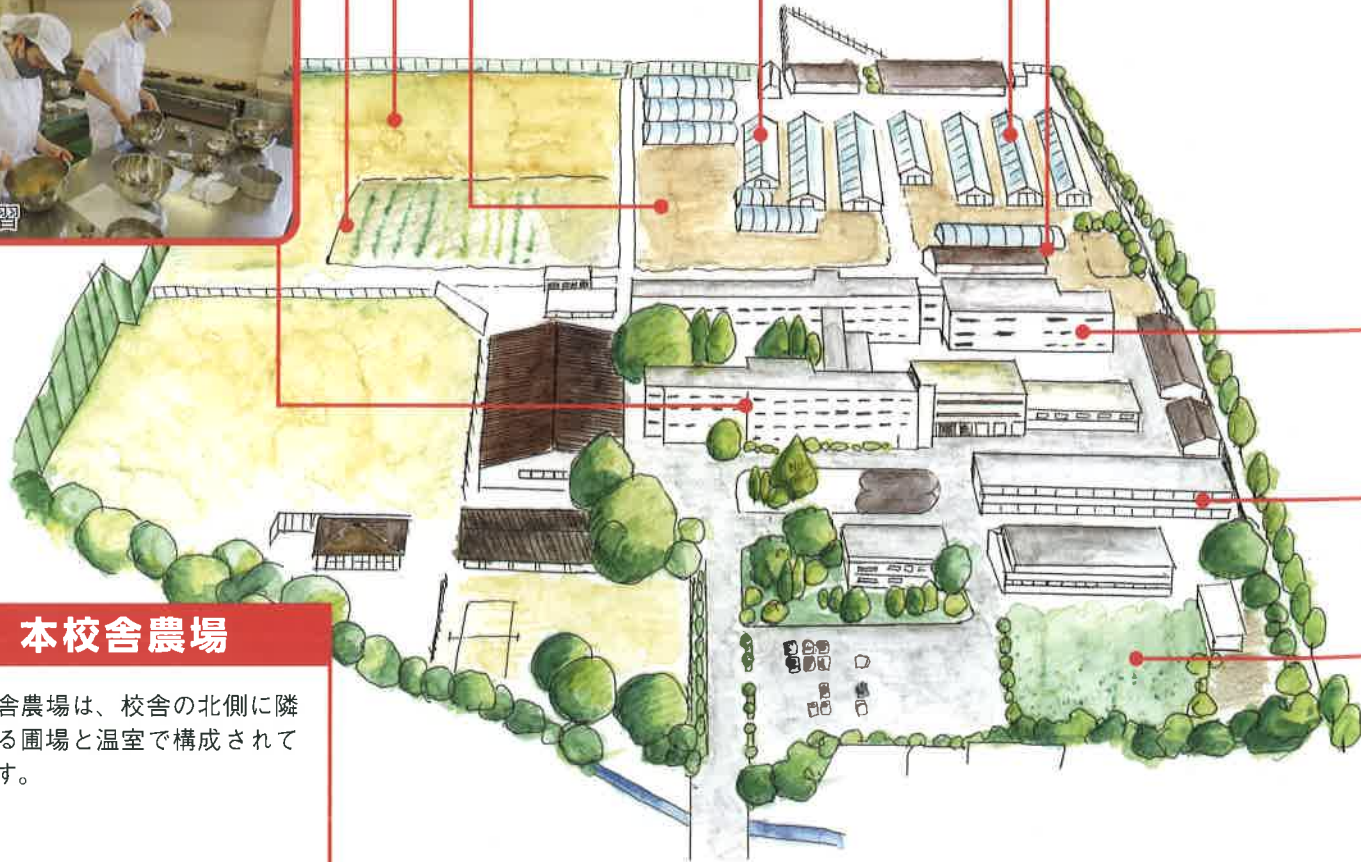 習
本校舎農場
舎農場は、校舎の北側に隣
る圃場と温室で構成されて
す。